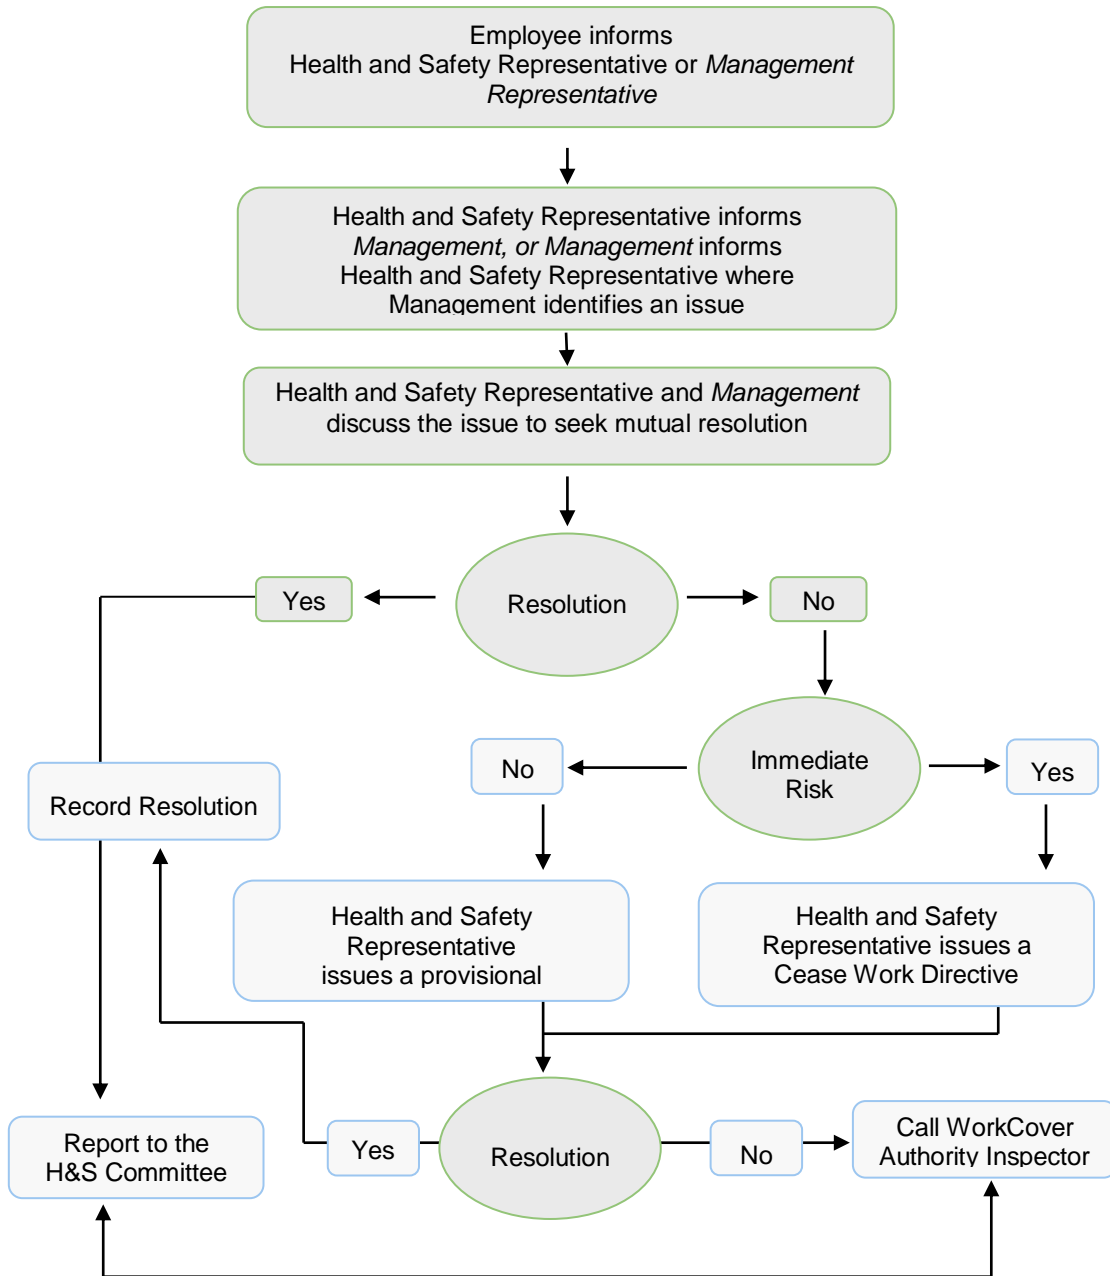 Employee informs
Health and Safety Representative or Management
Representative
Health and Safety Representative informs
Management, or Management informs
Health and Safety Representative where
Management identifies an issue
Health and Safety Representative and Management
discuss the issue to seek mutual resolution
Yes
Resolution
No
No
Immediate
Risk
Yes
Record Resolution
Health and Safety
Representative
issues a provisional
Health and Safety
Representative issues a
Cease Work Directive
Report to the
H&S Committee
Yes
Resolution
No
Call WorkCover
Authority Inspector